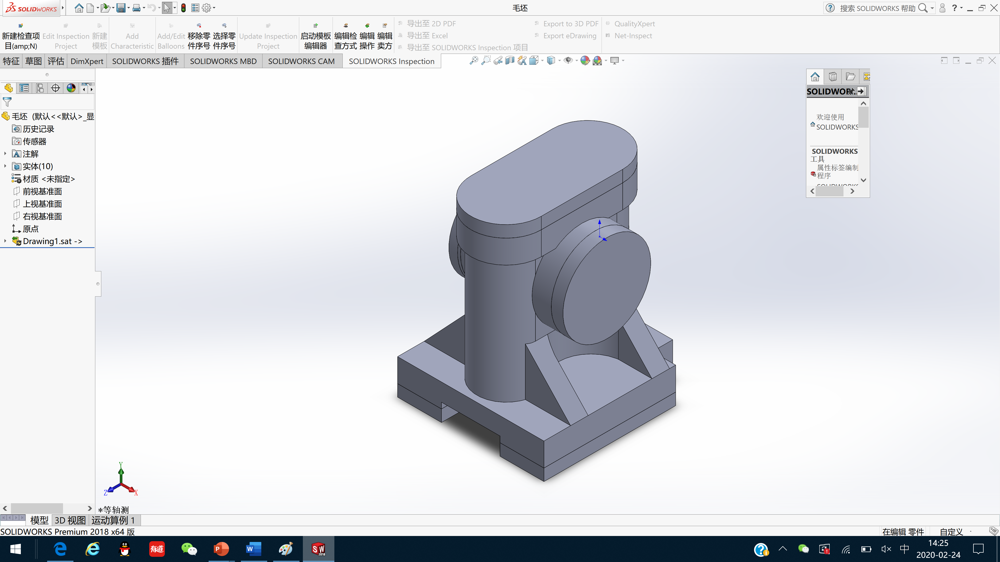 SOLIDWORKS
毛坯
搜索 SOLIDWORKS 帮助
新建检查项
目(amp;N)
Edit Inspection
Project
新建
模板
Add
Characteristic
Add/Edit
Balloons
移除零
件序号
选择零
件序号
Update Inspection
Project
启动模板
编辑器
编辑检
查方式
编辑
操作
编辑
卖方
导出至 2D PDF
导出至 Excel
导出至 SOLIDWORKS Inspection 项目
Export to 3D PDF
Export eDrawing
QualityXpert
Net-Inspect
特征
草图
评估
DimXpert
SOLIDWORKS 插件
SOLIDWORKS MBD
SOLIDWORKS CAM
SOLIDWORKS Inspection
毛坯 (默认<<默认>_显
历史记录
传感器
注解
实体(10)
材质 <未指定>
前视基准面
上视基准面
右视基准面
原点
Drawing1.sat ->
SOLIDWOR...
欢迎使用
SOLIDWORKS
SOLIDWORKS
工具
属性标签编制
程序
Y
Z
X
*等轴测
模型
3D 视图
运动算例 1
SOLIDWORKS Premium 2018 x64 版
在编辑 零件
自定义
有道
P
W
SW
2018
中
14:25
2020-02-24